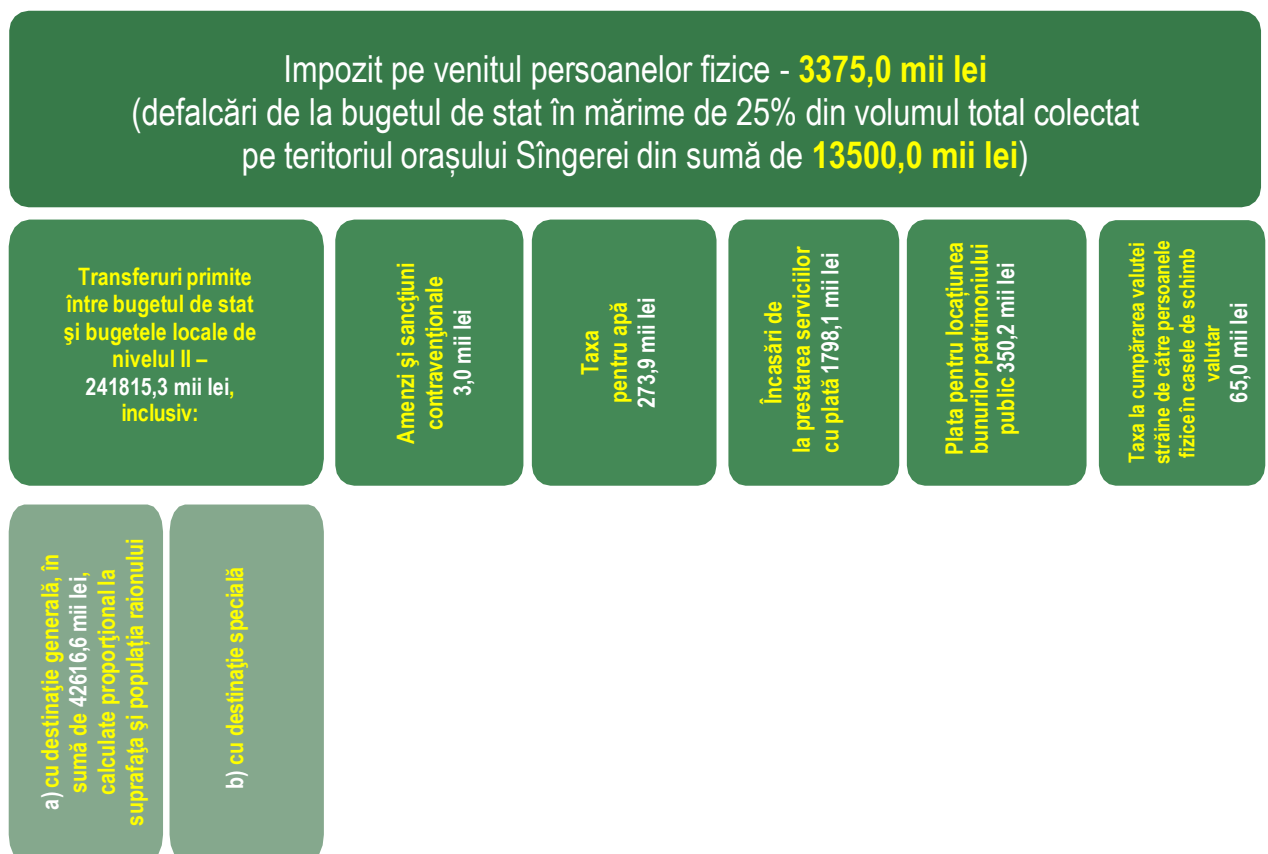 Impozit pe venitul persoanelor fizice - 3375,0 mii lei
(defalcări de la bugetul de stat în mărime de 25% din volumul total colectat
pe teritoriul orașului Sîngerei din sumă de 13500,0 mii lei)
Transferuri primite
între bugetul de stat
şi bugetele locale de
nivelul II –
241815,3 mii lei,
inclusiv:
Amenzi şi sancţiuni
contravenţionale
3,0 mii lei
Taxa
pentru apă
273,9 mii lei
Încasări de
la prestarea serviciilor
cu plată 1798,1 mii lei
Plata pentru locațiunea
bunurilor patrimoniului
public 350,2 mii lei
Taxa la cumpărarea valutei
străine de către persoanele
fizice în casele de schimb
valutar
65,0 mii lei
a) cu destinaţie generală, în
sumă de 42616,6 mii lei,
calculate proporţional la
suprafaţa şi populația raionului
b) cu destinaţie specială